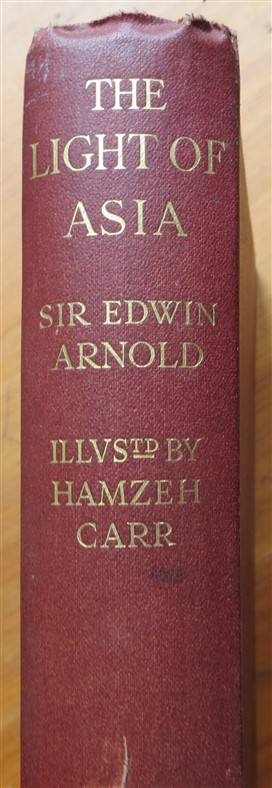 THE
LIGHT OF
ASIA
SIR EDWIN
ARNOLD
ILLVSTD BY
HAMZEH
CARR